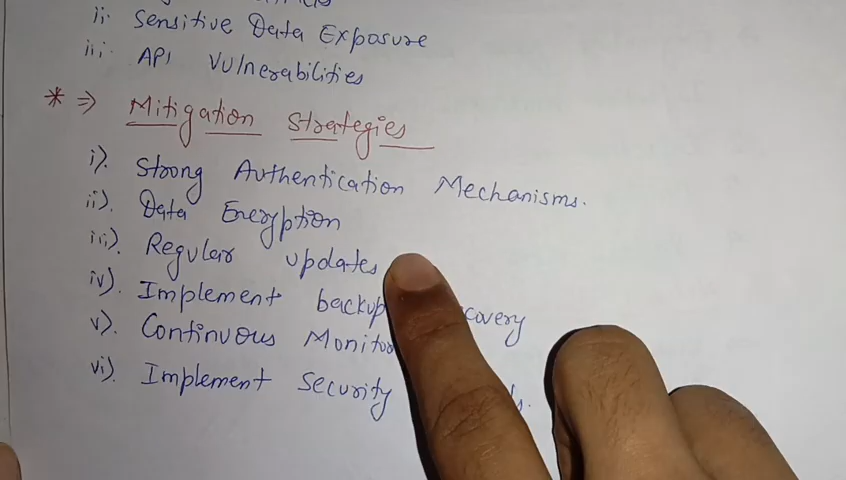 ii. Sensitive Data Exposure
iii. API Vulnerabilities
* ⇒ Mitigation Strategies
i). Strong Authentication Mechanisms.
ii). Data Encryption
iii). Regular updates
iv). Implement backup
v). Continuous
vi). Implement Security